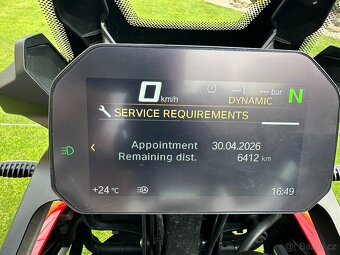 0 km/h
--- | --.- bar
DYNAMIC N
SERVICE REQUIREMENTS
Appointment 30.04.2026
Remaining dist. 6412 km
+24 °C
16:49